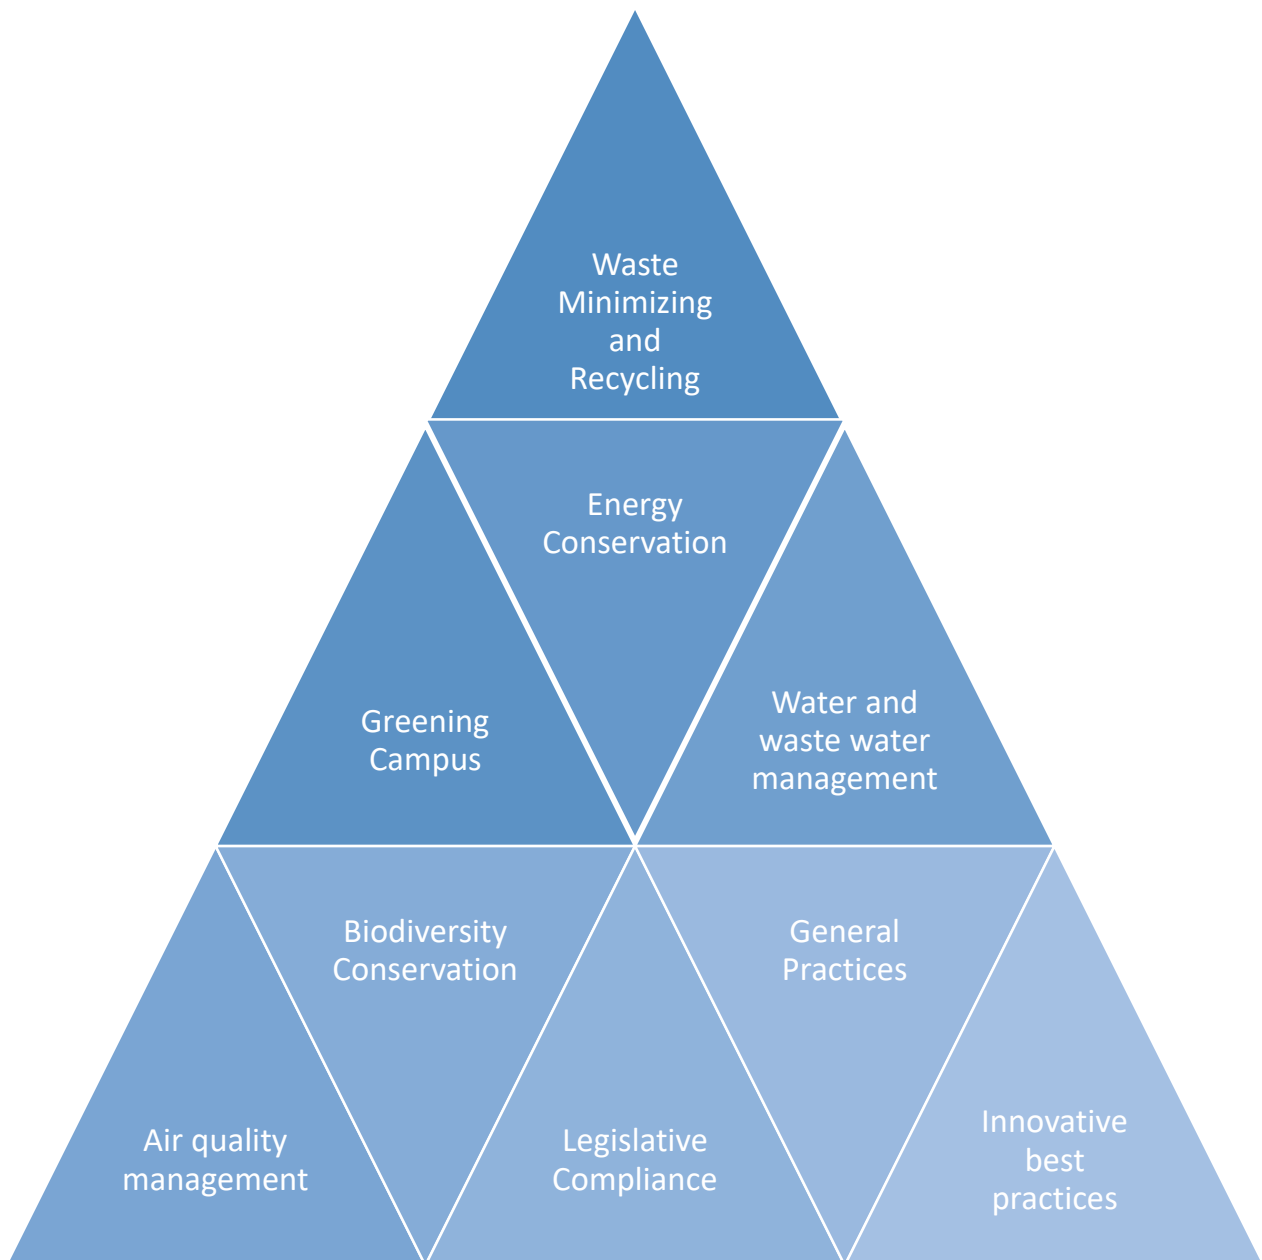 Waste
Minimizing
and
Recycling
Energy
Conservation
Greening
Campus
Water and
waste water
management
Biodiversity
Conservation
General
Practices
Air quality
management
Legislative
Compliance
Innovative
best
practices